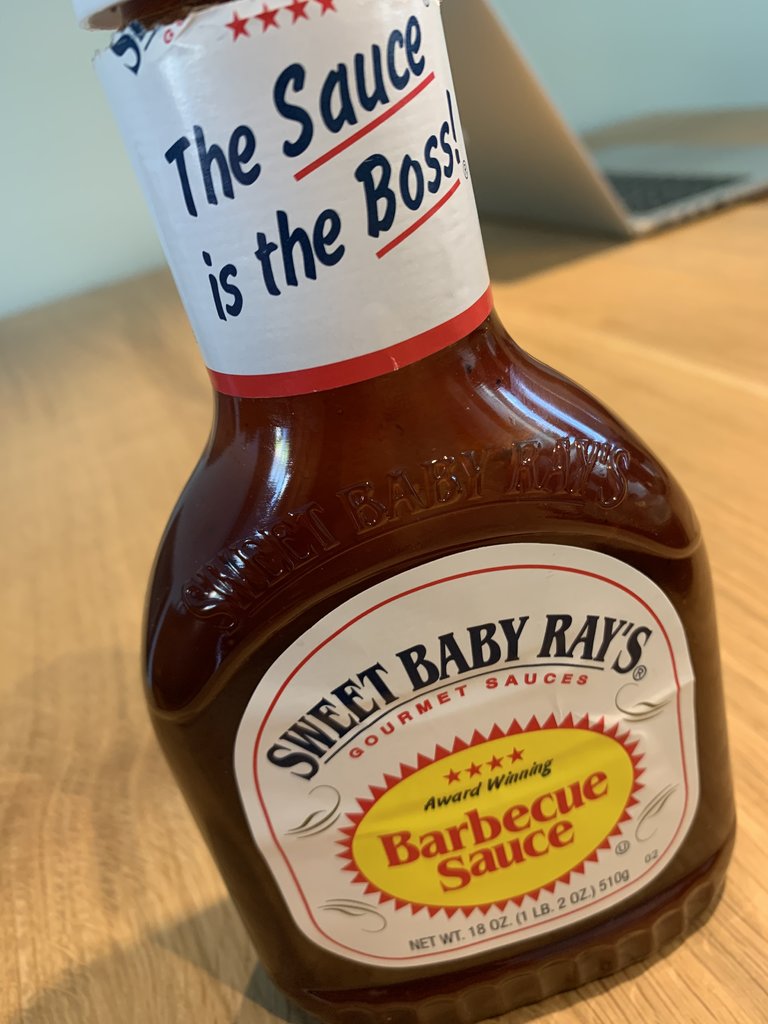 The Sauce
is the Boss!®
SWEET BABY RAY'S
SWEET BABY RAY'S®
GOURMET SAUCES
Award Winning
Barbecue
Sauce
NET WT. 18 OZ. (1 LB. 2 OZ.) 510g
02